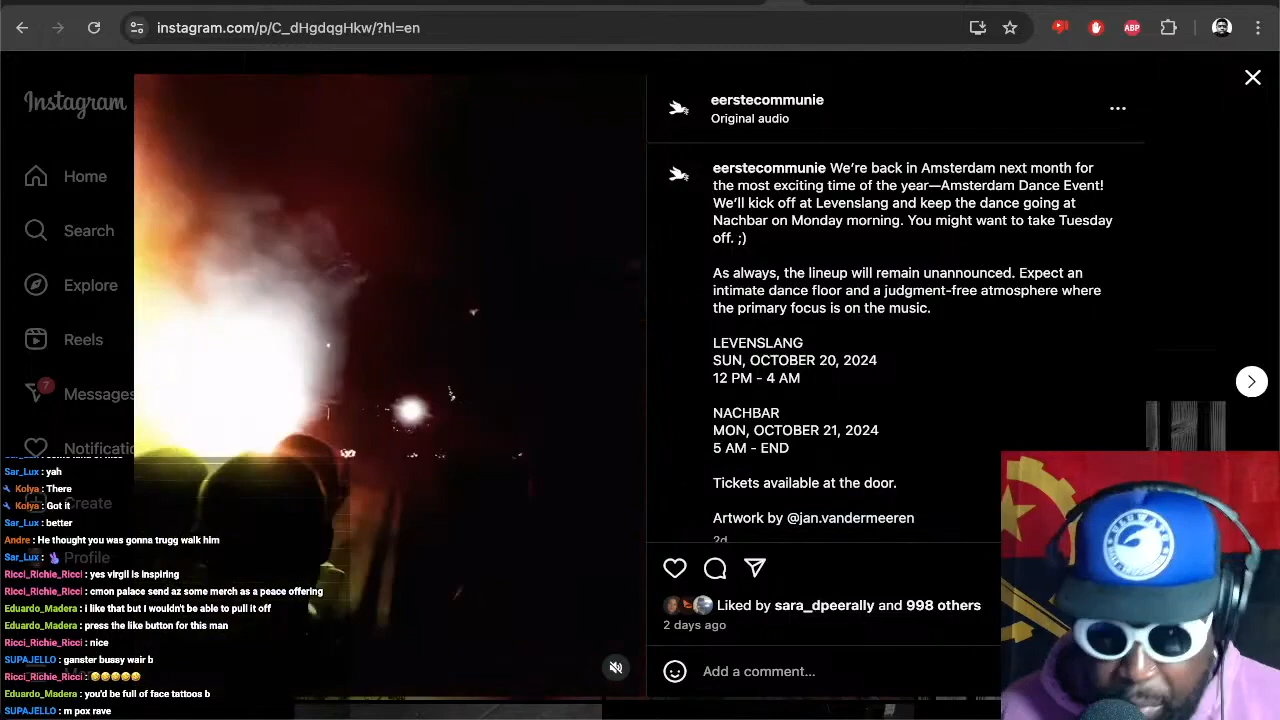 instagram.com/p/C_dHgdqgHkw/?hl=en
ABP
Instagram
Home
Search
Explore
Reels
7
Messages
Notificatio
Create
Profile
eerstecommunie
Original audio
eerstecommunie We're back in Amsterdam next month for
the most exciting time of the year—Amsterdam Dance Event!
We'll kick off at Levenslang and keep the dance going at
Nachbar on Monday morning. You might want to take Tuesday
off. ;)
As always, the lineup will remain unannounced. Expect an
intimate dance floor and a judgment-free atmosphere where
the primary focus is on the music.
LEVENSLANG
SUN, OCTOBER 20, 2024
12 PM - 4 AM
NACHBAR
MON, OCTOBER 21, 2024
5 AM - END
Tickets available at the door.
Artwork by @jan.vandermeeren
2d
Liked by sara_dpeerally and 998 others
2 days ago
Add a comment...
Sar_Lux : yah
Kolya : There
Kolya : Got it
Sar_Lux : better
Andre : He thought you was gonna trugg walk him
Sar_Lux :
Ricci_Richie_Ricci : yes virgil is inspiring
Ricci_Richie_Ricci : cmon palace send az some merch as a peace offering
Eduardo_Madera : i like that but i wouldn't be able to pull it off
Eduardo_Madera : press the like button for this man
Ricci_Richie_Ricci : nice
SUPAJELLO : ganster bussy wair b
Ricci_Richie_Ricci : 🤣🤣🤣🤣🤣
Eduardo_Madera : you'd be full of face tattoos b
SUPAJELLO : m pox rave